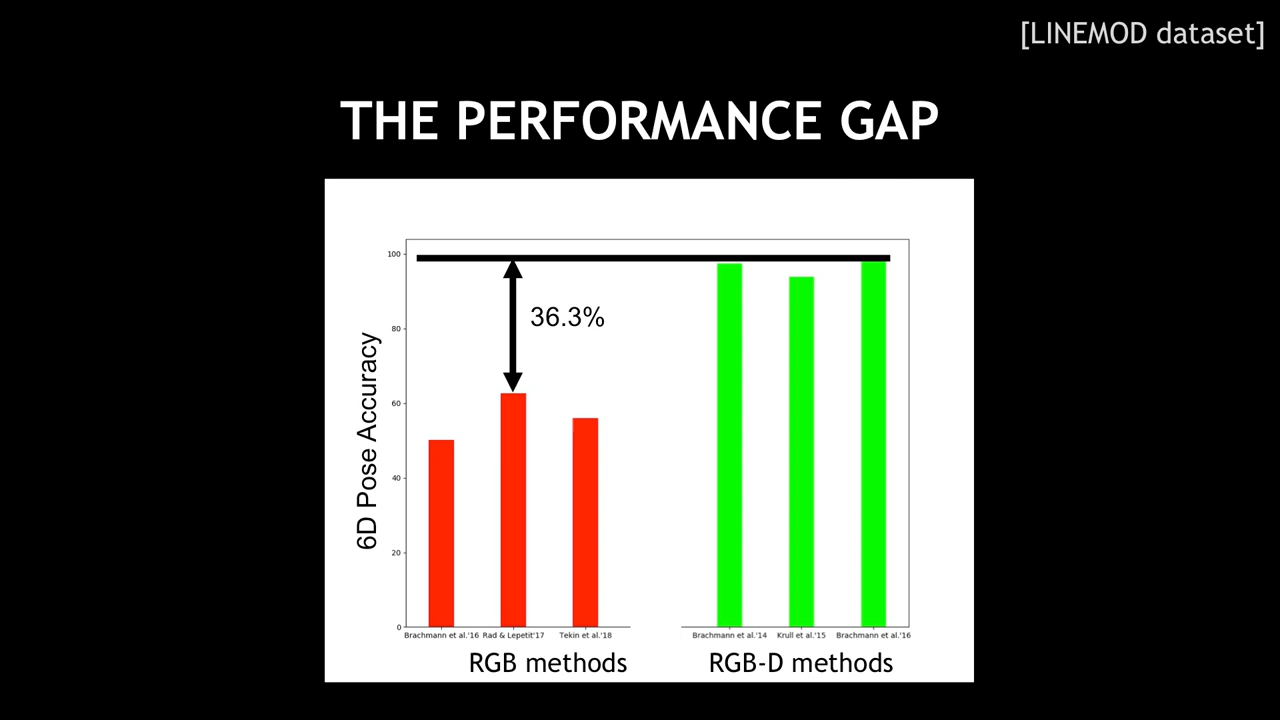 [LINEMOD dataset]
THE PERFORMANCE GAP
100
80
60
40
20
0
6D Pose Accuracy
36.3%
Brachmann et al.'16 Rad & Lepetit'17 Tekin et al.'18 Brachmann et al.'14 Krull et al.'15 Brachmann et al.'16
RGB methods RGB-D methods